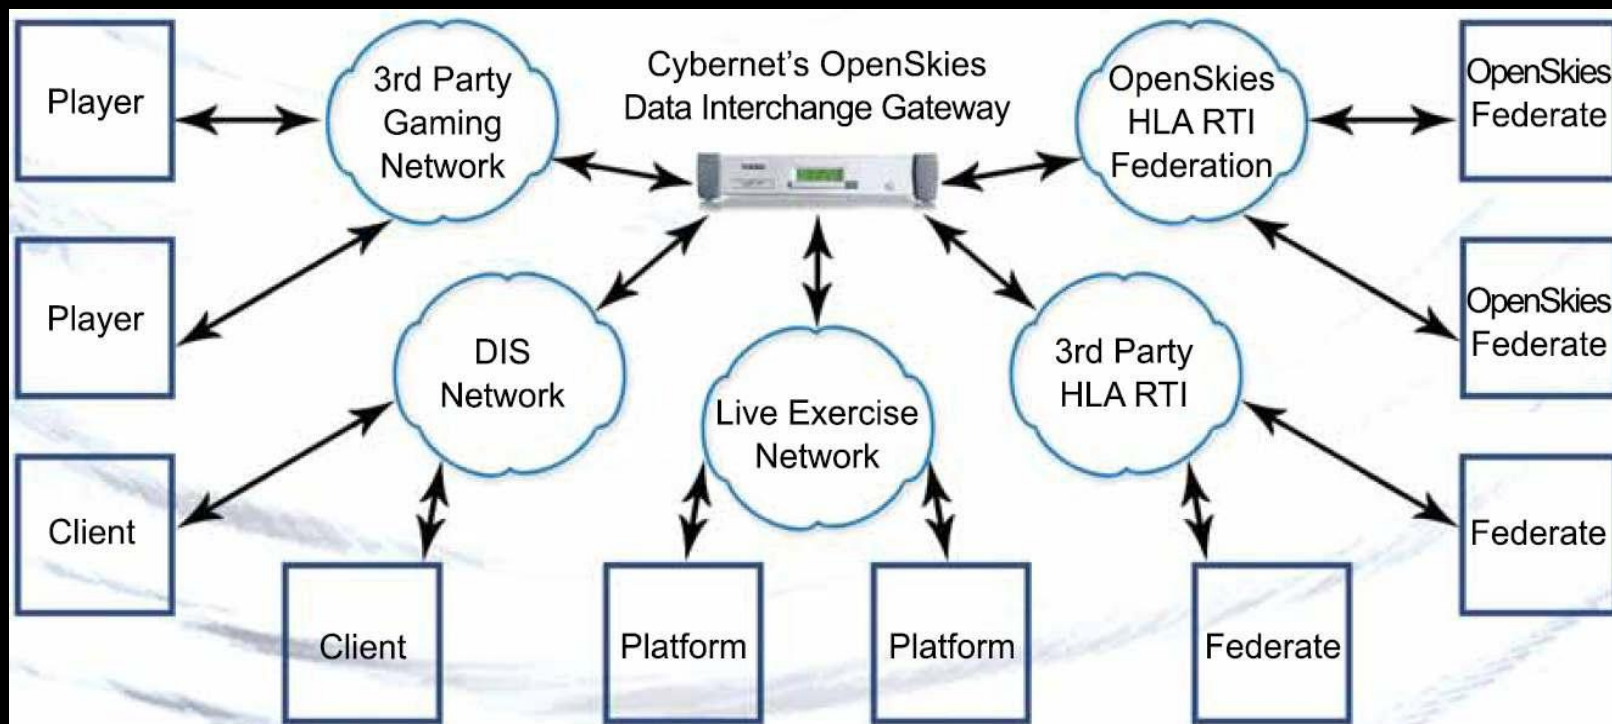 Player
3rd Party
Gaming
Network
Cybernet's OpenSkies
Data Interchange Gateway
OpenSkies
HLA RTI
Federation
OpenSkies
Federate
Player
DIS
Network
Live Exercise
Network
3rd Party
HLA RTI
OpenSkies
Federate
Client
Client
Platform
Platform
Federate
Federate